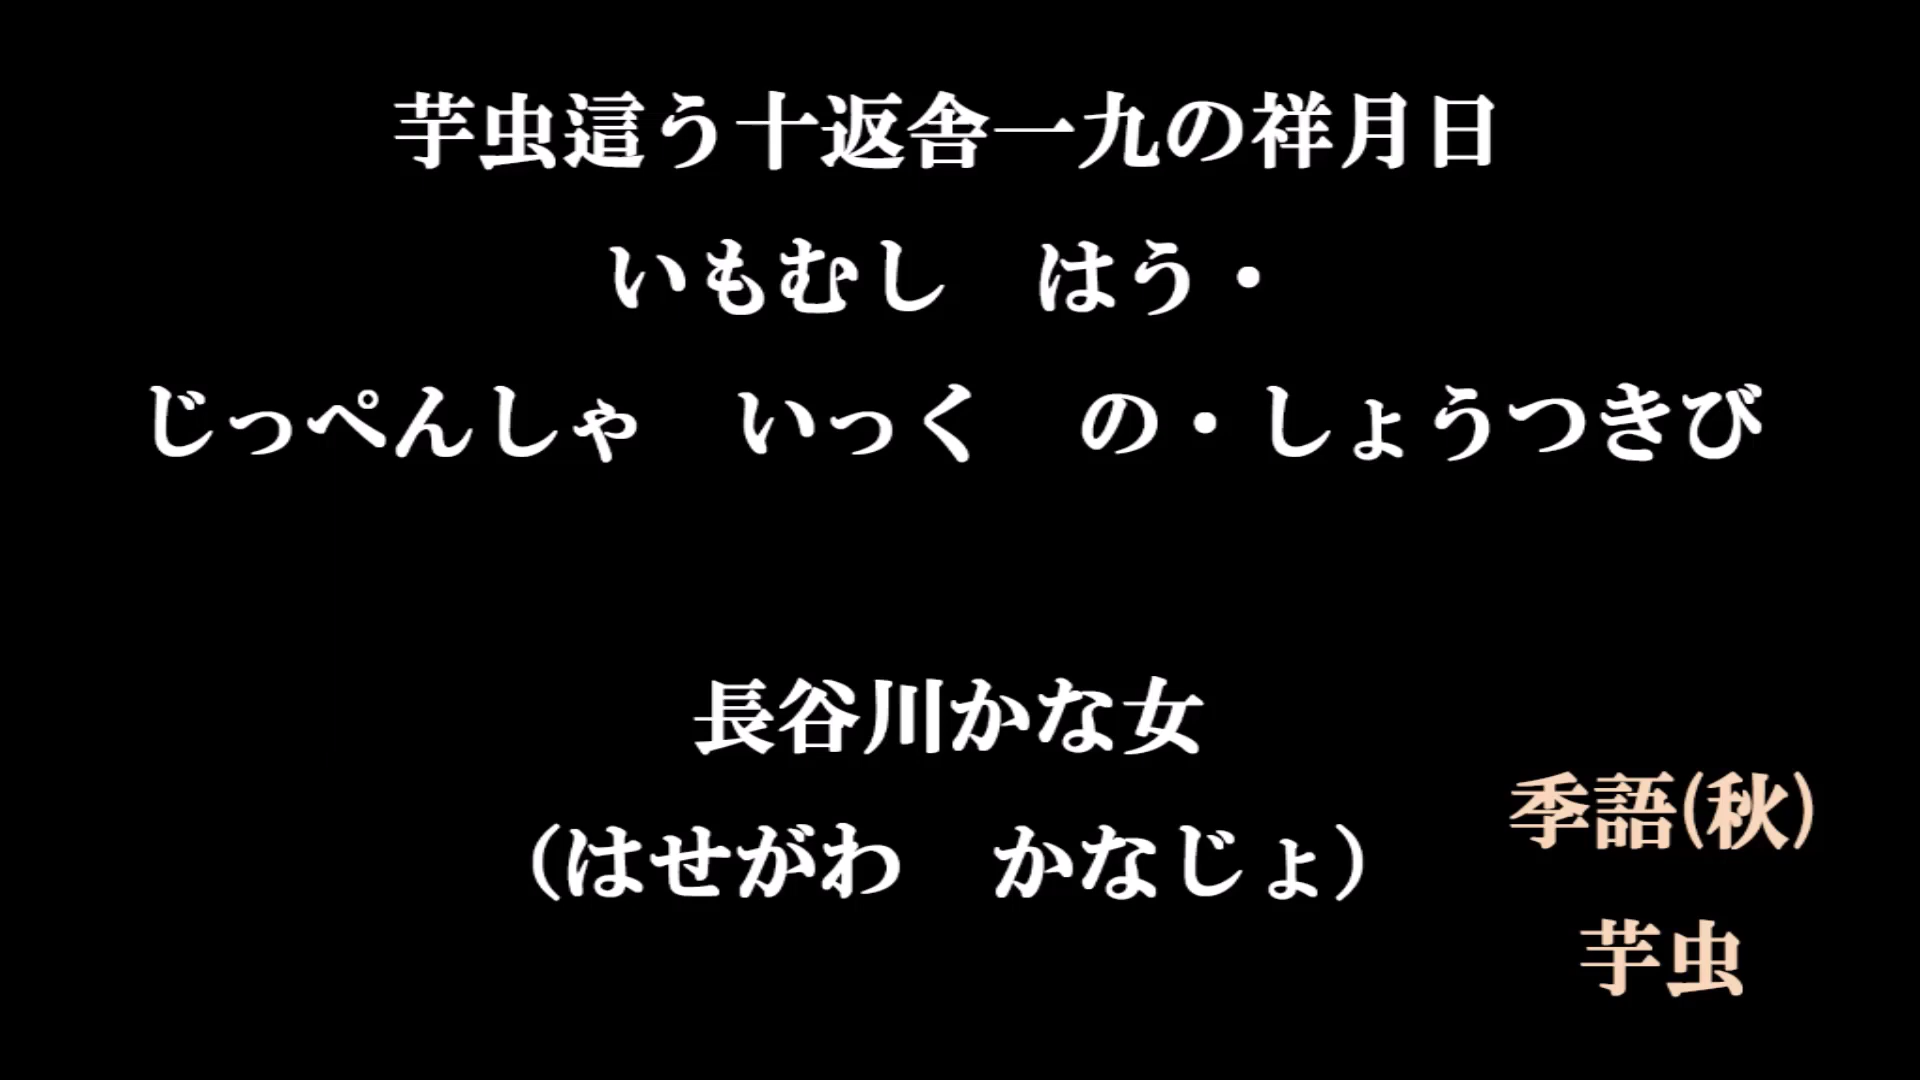 芋虫這う十返舎一九の祥月日
いもむし　はう・
じっぺんしゃ　いっく　の・しょうつきび
長谷川かな女
（はせがわ　かなじょ）
季語(秋)
芋虫